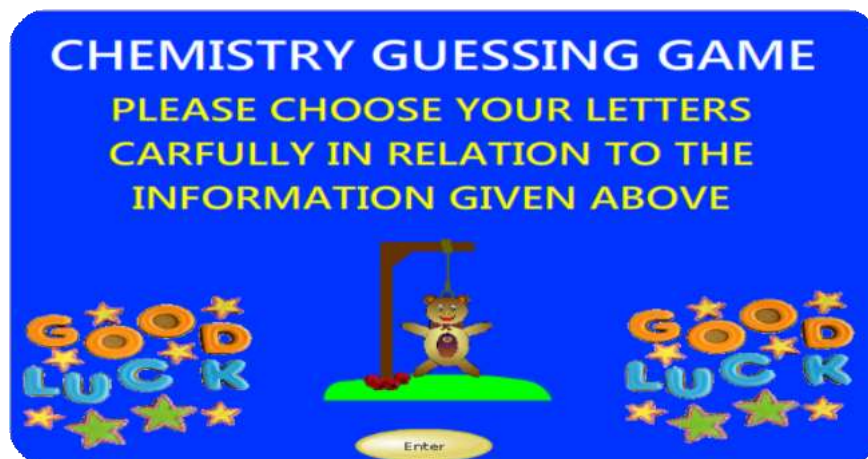 CHEMISTRY GUESSING GAME
PLEASE CHOOSE YOUR LETTERS
CARFULLY IN RELATION TO THE
INFORMATION GIVEN ABOVE
GOOD
LUCK
GOOD
LUCK
Enter